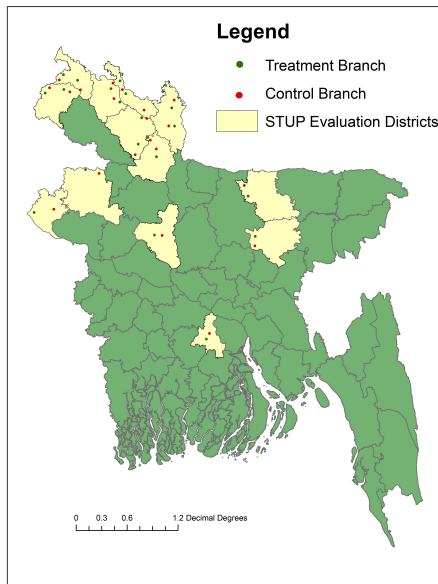 Legend
Treatment Branch
Control Branch
STUP Evaluation Districts
0 0.3 0.6 1.2 Decimal Degrees